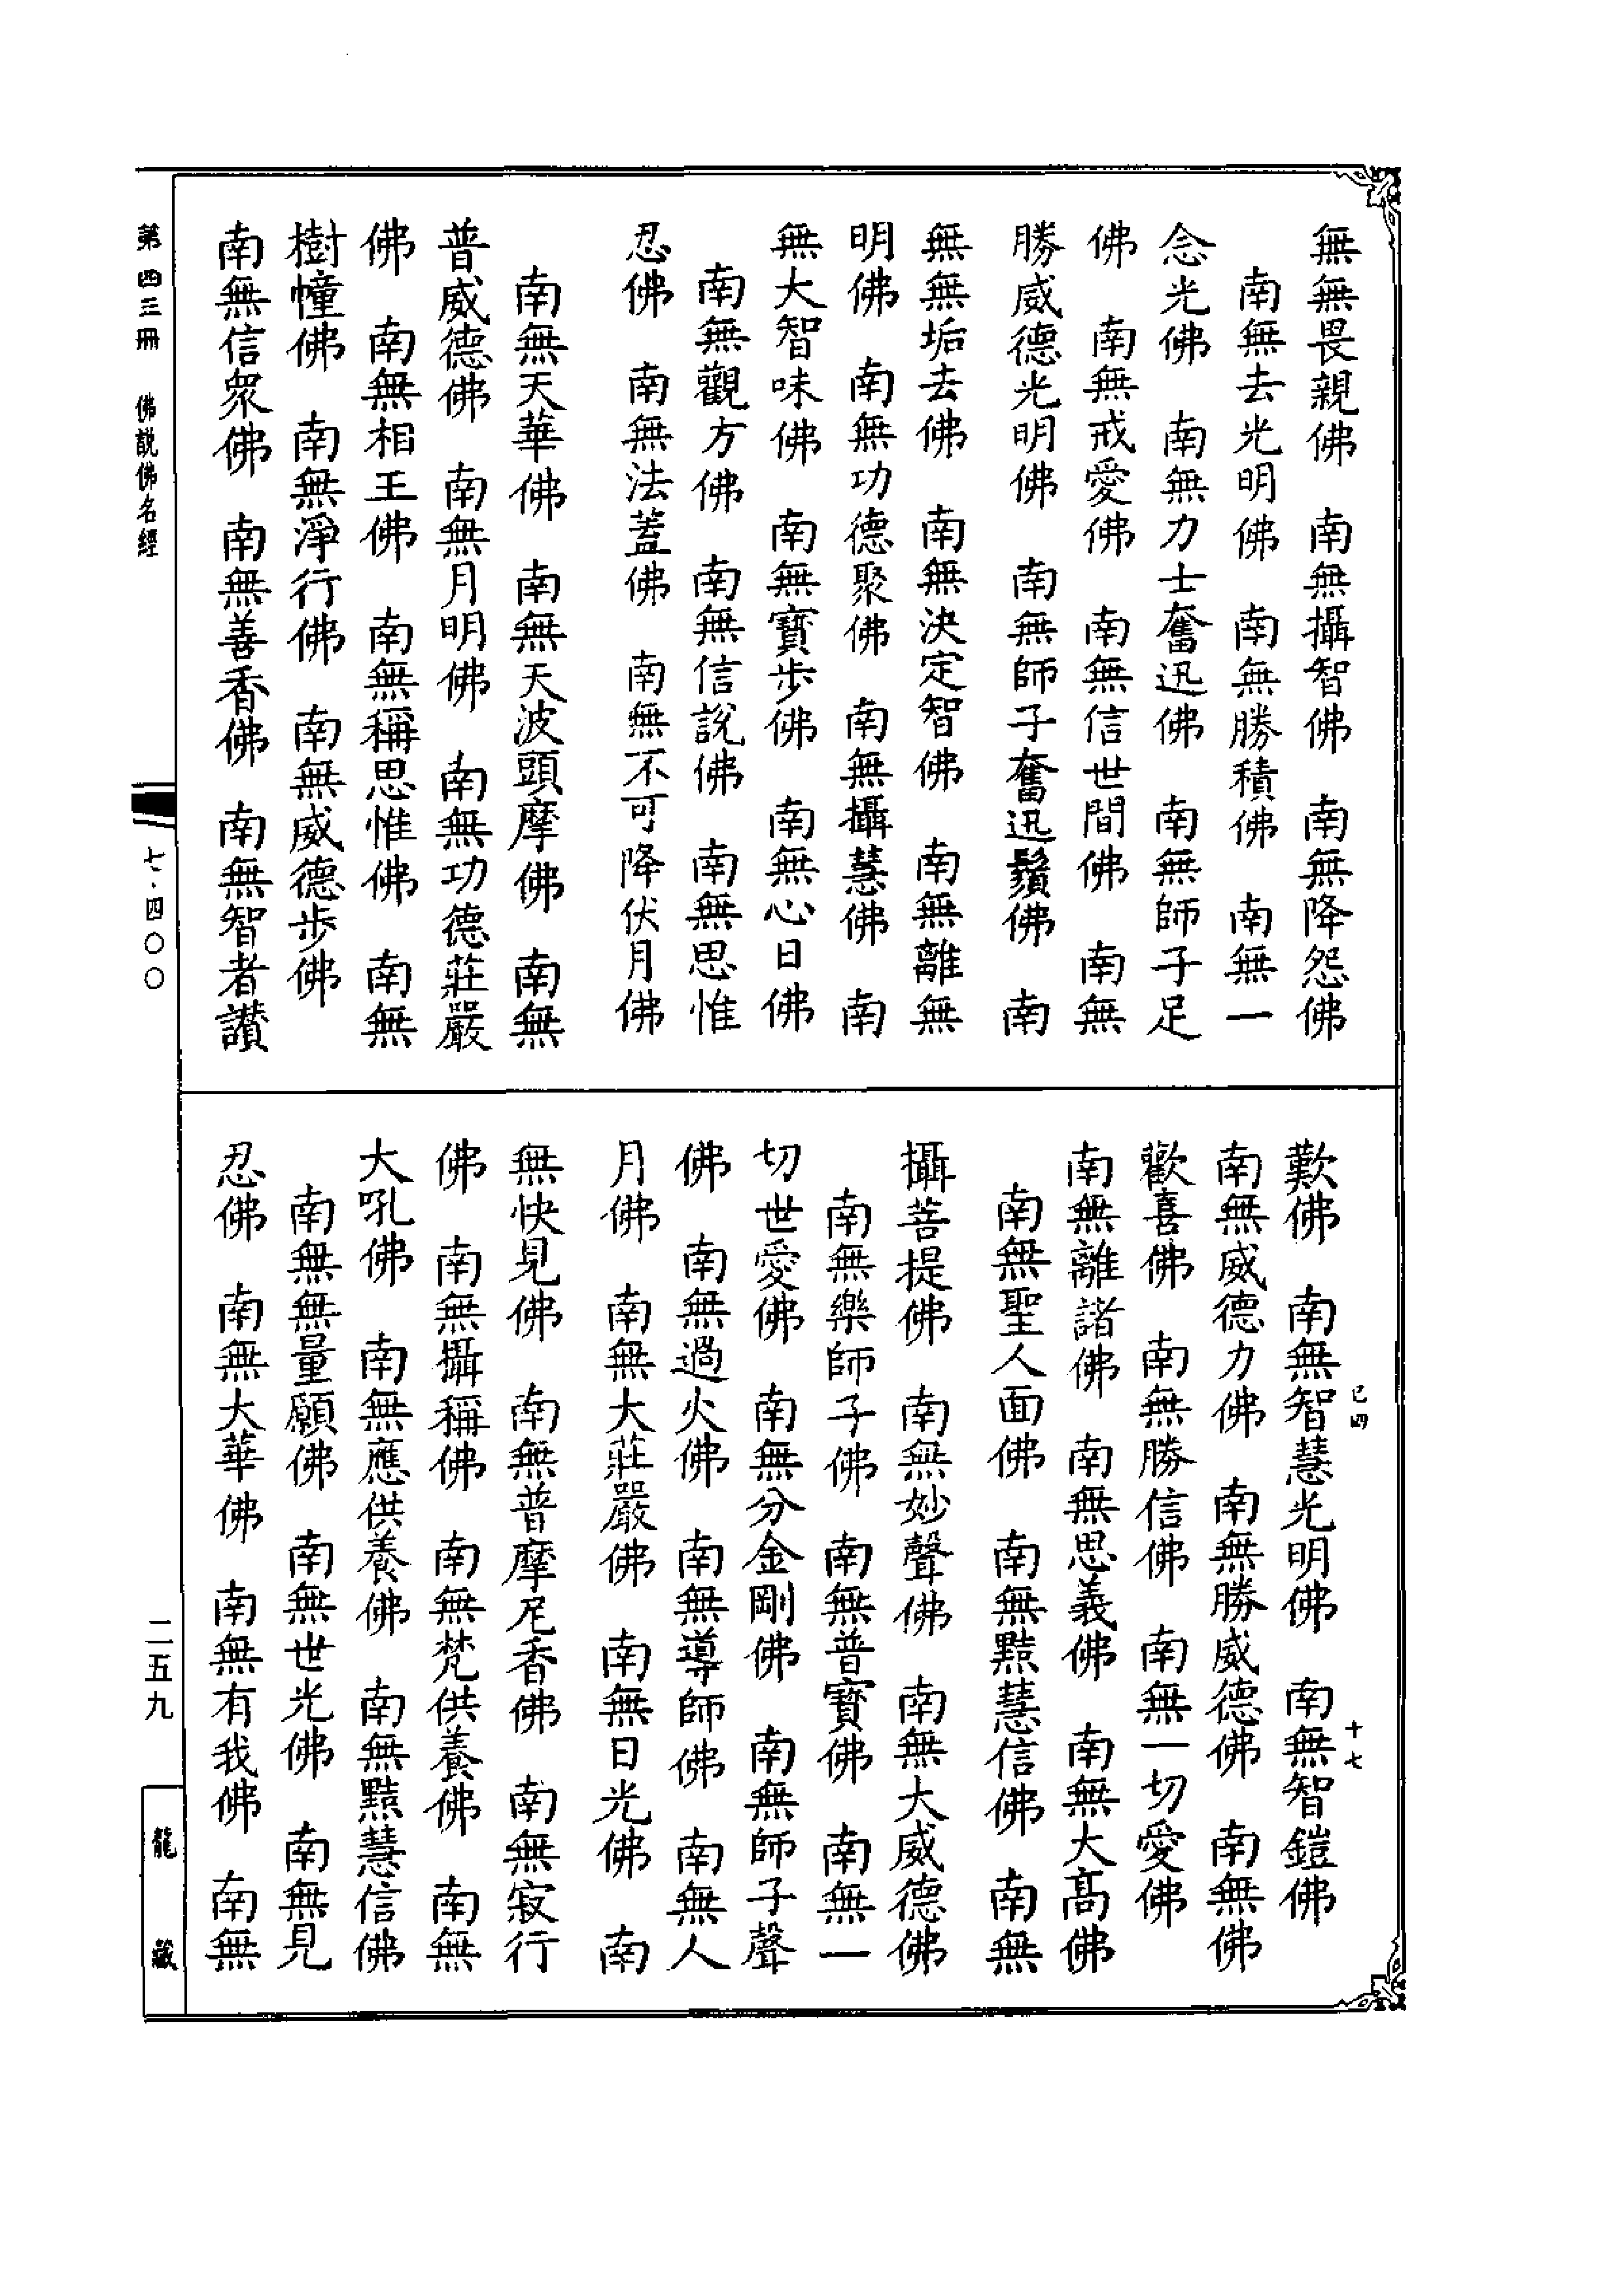 無無畏親佛　南無攝智佛　南無降怨佛
南無去光明佛　南無勝積佛　南無一
念光佛　南無力士奮迅佛　南無師子足
佛　南無戒愛佛　南無信世間佛　南無
勝威德光明佛　南無師子奮迅鬚佛　南
無無垢去佛　南無決定智佛　南無離無
明佛　南無功德聚佛　南無攝慧佛　南
無大智味佛　南無寶步佛　南無心日佛
南無觀方佛　南無信說佛　南無思惟
忍佛　南無法蓋佛　南無不可降伏月佛
南無天華佛　南無天波頭摩佛　南無
普威德佛　南無月明佛　南無功德莊嚴
佛　南無相王佛　南無稱思惟佛　南無
樹幢佛　南無淨行佛　南無威德步佛
南無信衆佛　南無善香佛　南無智者讃
歎佛　南無智慧光明佛　南無智鎧佛
南無威德力佛　南無勝威德佛　南無佛
歡喜佛　南無勝信佛　南無一切愛佛
南無離諸佛　南無思義佛　南無大髙佛
南無聖人面佛　南無黠慧信佛　南無
攝菩提佛　南無妙聲佛　南無大威德佛
南無樂師子佛　南無普寶佛　南無一
切世愛佛　南無分金剛佛　南無師子聲
佛　南無過火佛　南無導師佛　南無人
月佛　南無大莊嚴佛　南無日光佛　南
無快見佛　南無普摩尼香佛　南無寂行
佛　南無攝稱佛　南無梵供養佛　南無
大吼佛　南無應供養佛　南無黠慧信佛
南無無量願佛　南無世光佛　南無見
忍佛　南無大華佛　南無有我佛　南無
已四
十七
第四三冊　佛說佛名經
七·四〇〇
二五九
龍藏